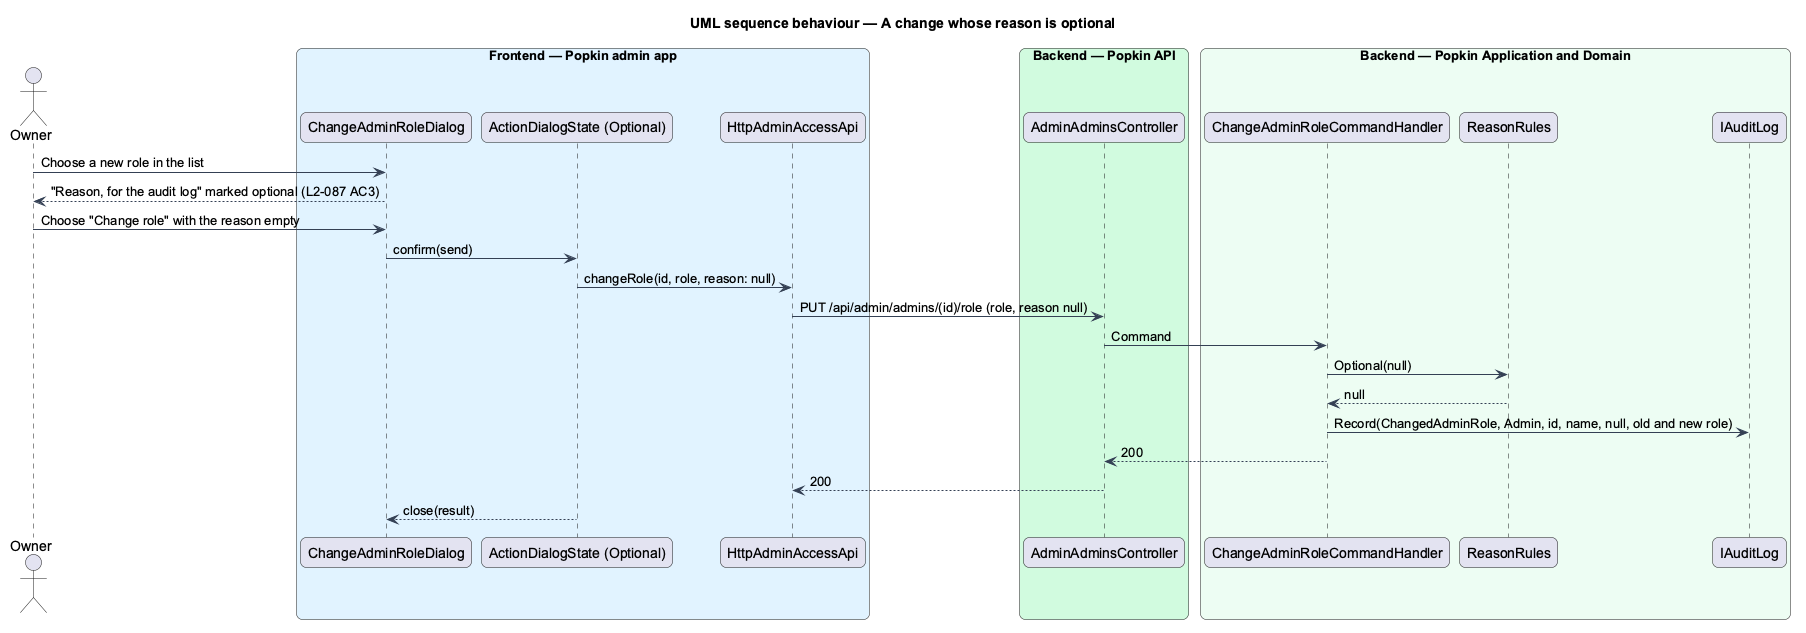 UML sequence behaviour — A change whose reason is optional
Frontend — Popkin admin app
Backend — Popkin API
Backend — Popkin Application and Domain
Owner
ChangeAdminRoleDialog
ActionDialogState (Optional)
HttpAdminAccessApi
AdminAdminsController
ChangeAdminRoleCommandHandler
ReasonRules
IAuditLog
Choose a new role in the list
"Reason, for the audit log" marked optional (L2-087 AC3)
Choose "Change role" with the reason empty
confirm(send)
changeRole(id, role, reason: null)
PUT /api/admin/admins/(id)/role (role, reason null)
Command
Optional(null)
null
Record(ChangedAdminRole, Admin, id, name, null, old and new role)
200
200
close(result)
Owner
ChangeAdminRoleDialog
ActionDialogState (Optional)
HttpAdminAccessApi
AdminAdminsController
ChangeAdminRoleCommandHandler
ReasonRules
IAuditLog